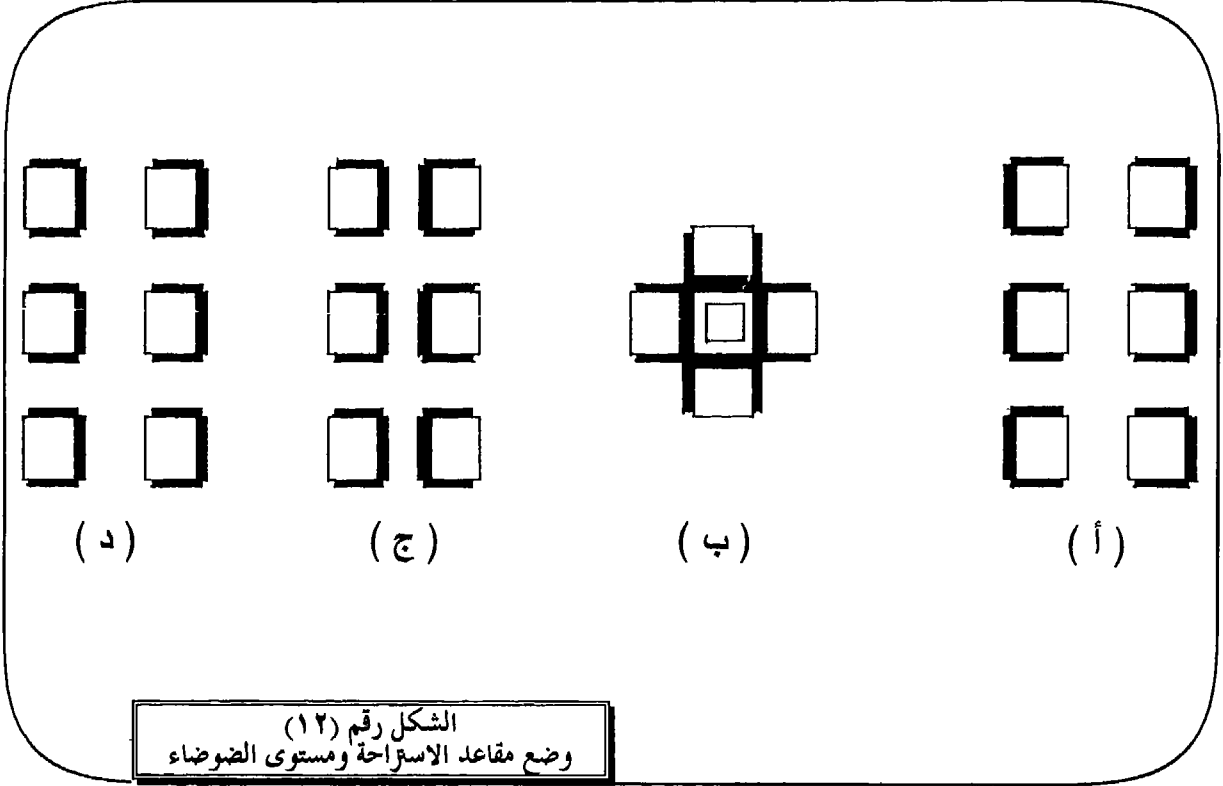 ( أ )
( ب )
( ج )
( د )
الشكل رقم (١٢)
وضع مقاعد الاستراحة ومستوى الضوضاء